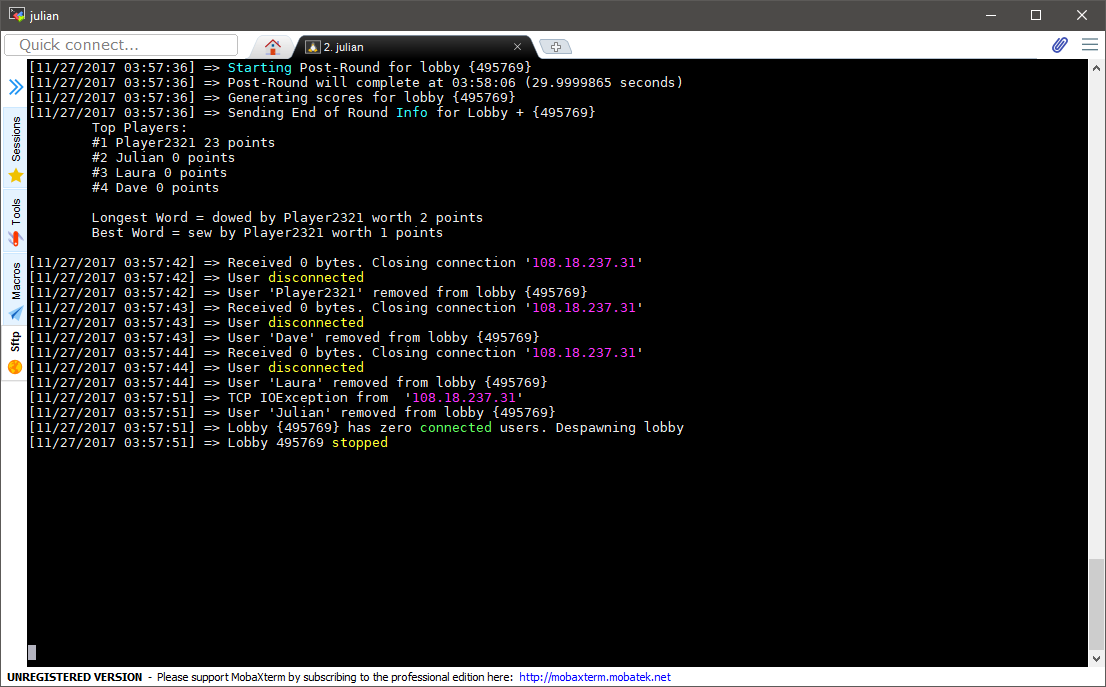 julian
Quick connect...
2. julian
[11/27/2017 03:57:36] => Starting Post-Round for lobby {495769}
[11/27/2017 03:57:36] => Post-Round will complete at 03:58:06 (29.9999865 seconds)
[11/27/2017 03:57:36] => Generating scores for lobby {495769}
[11/27/2017 03:57:36] => Sending End of Round Info for Lobby + {495769}
Top Players:
#1 Player2321 23 points
#2 Julian 0 points
#3 Laura 0 points
#4 Dave 0 points
Longest Word = dowed by Player2321 worth 2 points
Best Word = sew by Player2321 worth 1 points
[11/27/2017 03:57:42] => Received 0 bytes. Closing connection '108.18.237.31'
[11/27/2017 03:57:42] => User disconnected
[11/27/2017 03:57:42] => User 'Player2321' removed from lobby {495769}
[11/27/2017 03:57:43] => Received 0 bytes. Closing connection '108.18.237.31'
[11/27/2017 03:57:43] => User disconnected
[11/27/2017 03:57:43] => User 'Dave' removed from lobby {495769}
[11/27/2017 03:57:44] => Received 0 bytes. Closing connection '108.18.237.31'
[11/27/2017 03:57:44] => User disconnected
[11/27/2017 03:57:44] => User 'Laura' removed from lobby {495769}
[11/27/2017 03:57:51] => TCP IOException from  '108.18.237.31'
[11/27/2017 03:57:51] => User 'Julian' removed from lobby {495769}
[11/27/2017 03:57:51] => Lobby {495769} has zero connected users. Despawning lobby
[11/27/2017 03:57:51] => Lobby 495769 stopped
Sessions
Tools
Macros
Sftp
UNREGISTERED VERSION - Please support MobaXterm by subscribing to the professional edition here: http://mobaxterm.mobatek.net